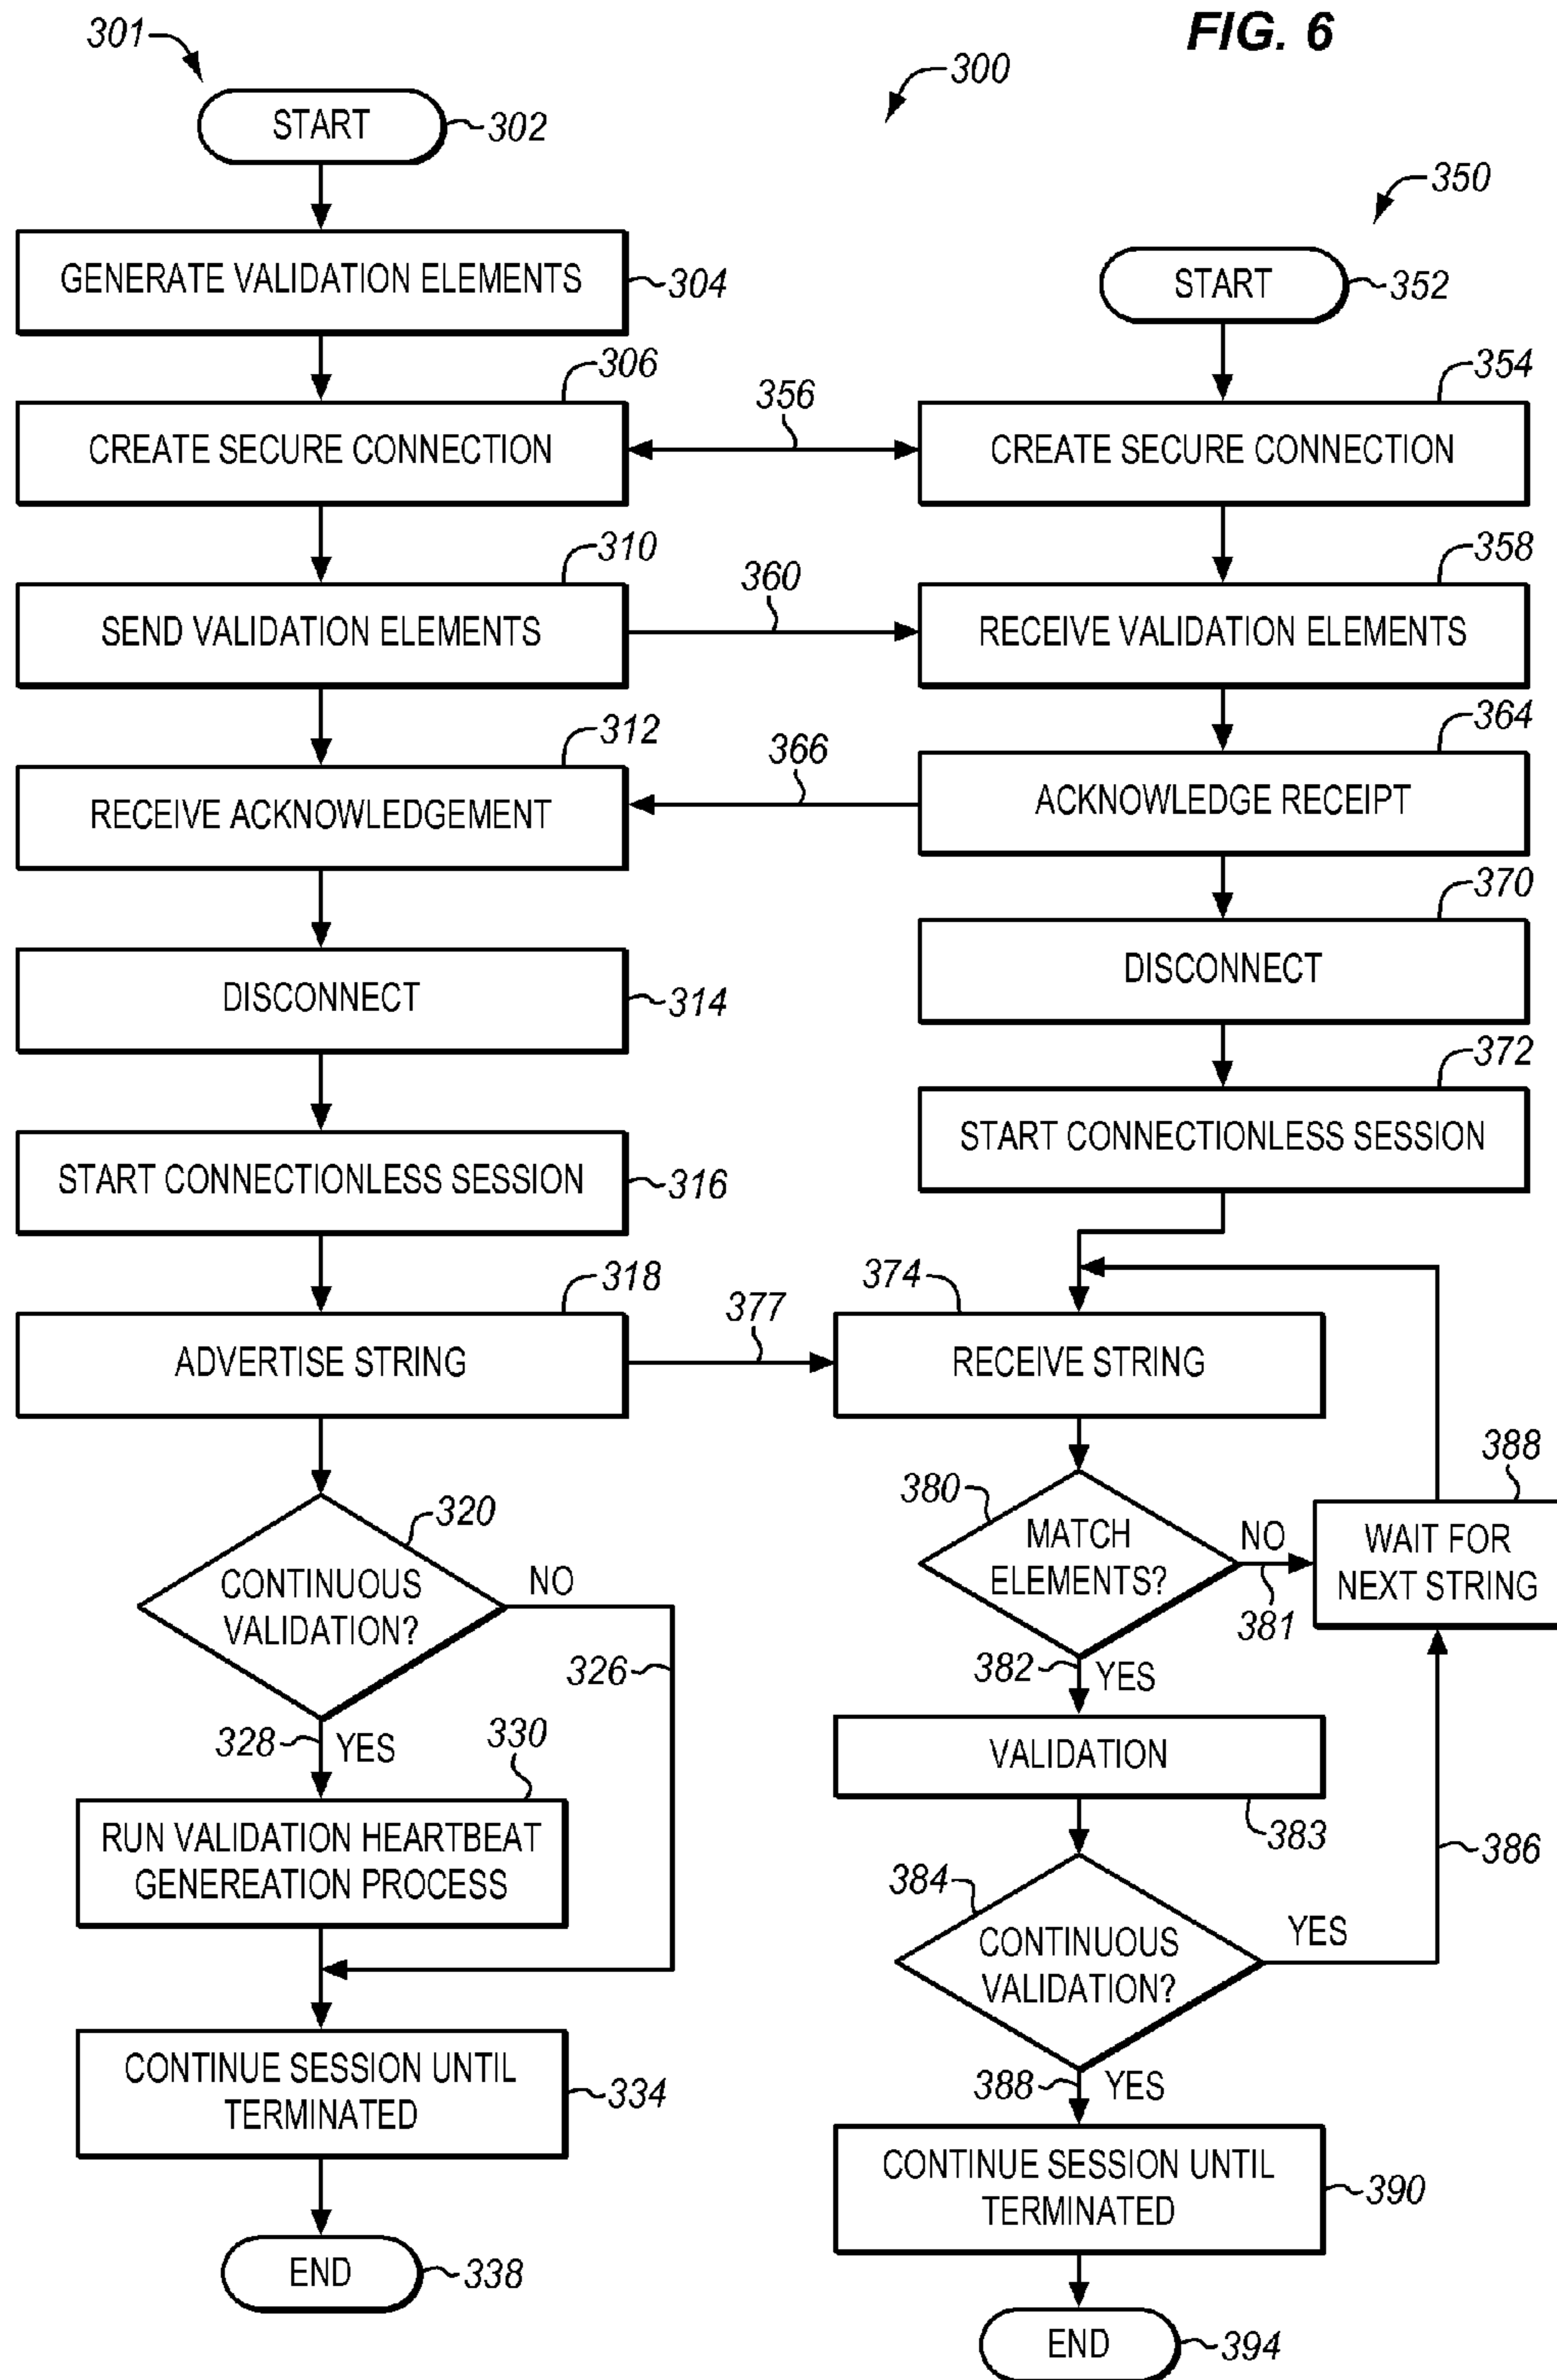 FIG. 6
301
300
START
302
350
GENERATE VALIDATION ELEMENTS
304
START
352
306
356
354
CREATE SECURE CONNECTION
CREATE SECURE CONNECTION
310
360
358
SEND VALIDATION ELEMENTS
RECEIVE VALIDATION ELEMENTS
312
366
364
RECEIVE ACKNOWLEDGEMENT
ACKNOWLEDGE RECEIPT
370
DISCONNECT
314
DISCONNECT
372
START CONNECTIONLESS SESSION
316
START CONNECTIONLESS SESSION
318
377
374
ADVERTISE STRING
RECEIVE STRING
388
320
CONTINUOUS
VALIDATION?
NO
326
380
MATCH
ELEMENTS?
NO
381
WAIT FOR
NEXT STRING
382
YES
328
YES
330
VALIDATION
383
RUN VALIDATION HEARTBEAT
GENEREATION PROCESS
386
384
CONTINUOUS
VALIDATION?
YES
CONTINUE SESSION UNTIL
TERMINATED
334
388
YES
CONTINUE SESSION UNTIL
TERMINATED
390
END
338
END
394